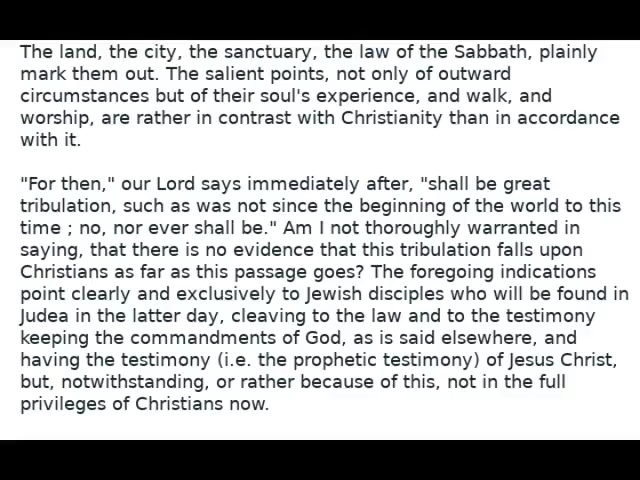 The land, the city, the sanctuary, the law of the Sabbath, plainly
mark them out. The salient points, not only of outward
circumstances but of their soul's experience, and walk, and
worship, are rather in contrast with Christianity than in accordance
with it.
"For then," our Lord says immediately after, "shall be great
tribulation, such as was not since the beginning of the world to this
time ; no, nor ever shall be." Am I not thoroughly warranted in
saying, that there is no evidence that this tribulation falls upon
Christians as far as this passage goes? The foregoing indications
point clearly and exclusively to Jewish disciples who will be found in
Judea in the latter day, cleaving to the law and to the testimony
keeping the commandments of God, as is said elsewhere, and
having the testimony (i.e. the prophetic testimony) of Jesus Christ,
but, notwithstanding, or rather because of this, not in the full
privileges of Christians now.